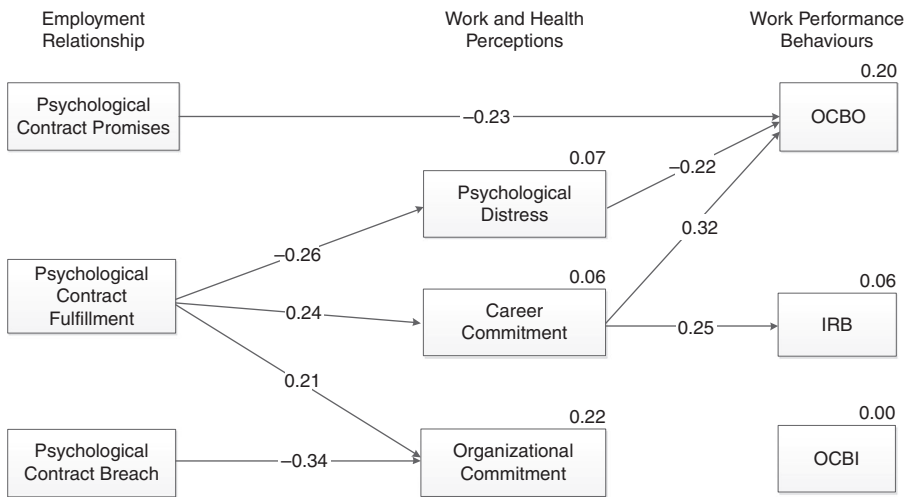 Employment
Relationship
Work and Health
Perceptions
Work Performance
Behaviours
Psychological
Contract Promises
−0.23
0.20
OCBO
0.07
Psychological
Distress
−0.22
−0.26
0.32
Psychological
Contract
Fulfillment
0.24
0.06
Career
Commitment
0.25
0.06
IRB
0.21
Psychological
Contract Breach
−0.34
0.22
Organizational
Commitment
0.00
OCBI